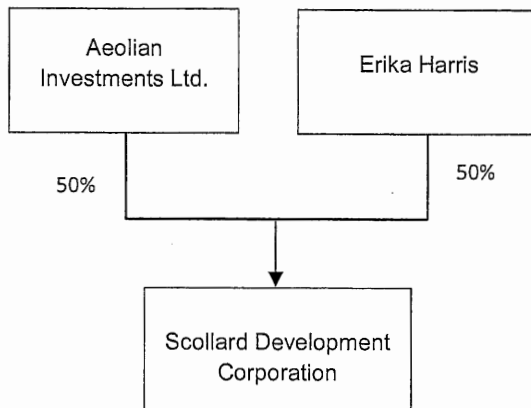 Aeolian
Investments Ltd.
Erika Harris
50%
50%
Scollard Development
Corporation